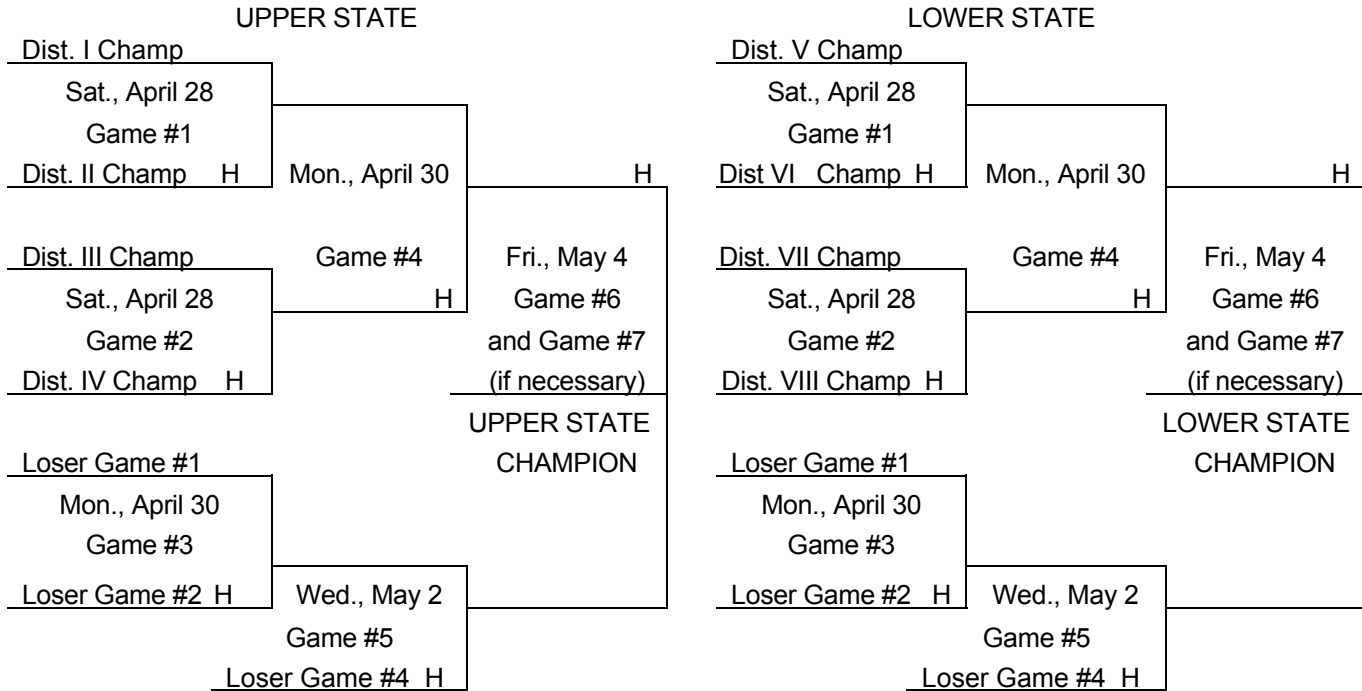 UPPER STATE
Dist. I Champ
Sat., April 28
Game #1
Dist. II Champ H
Mon., April 30
H
Dist. III Champ
Game #4
Fri., May 4
Sat., April 28
H
Game #6
Game #2
and Game #7
Dist. IV Champ H
(if necessary)
UPPER STATE
Loser Game #1
CHAMPION
Mon., April 30
Game #3
Loser Game #2 H
Wed., May 2
Game #5
Loser Game #4 H
LOWER STATE
Dist. V Champ
Sat., April 28
Game #1
Dist VI Champ H
Mon., April 30
H
Dist. VII Champ
Game #4
Fri., May 4
Sat., April 28
H
Game #6
Game #2
and Game #7
Dist. VIII Champ H
(if necessary)
LOWER STATE
Loser Game #1
CHAMPION
Mon., April 30
Game #3
Loser Game #2 H
Wed., May 2
Game #5
Loser Game #4 H